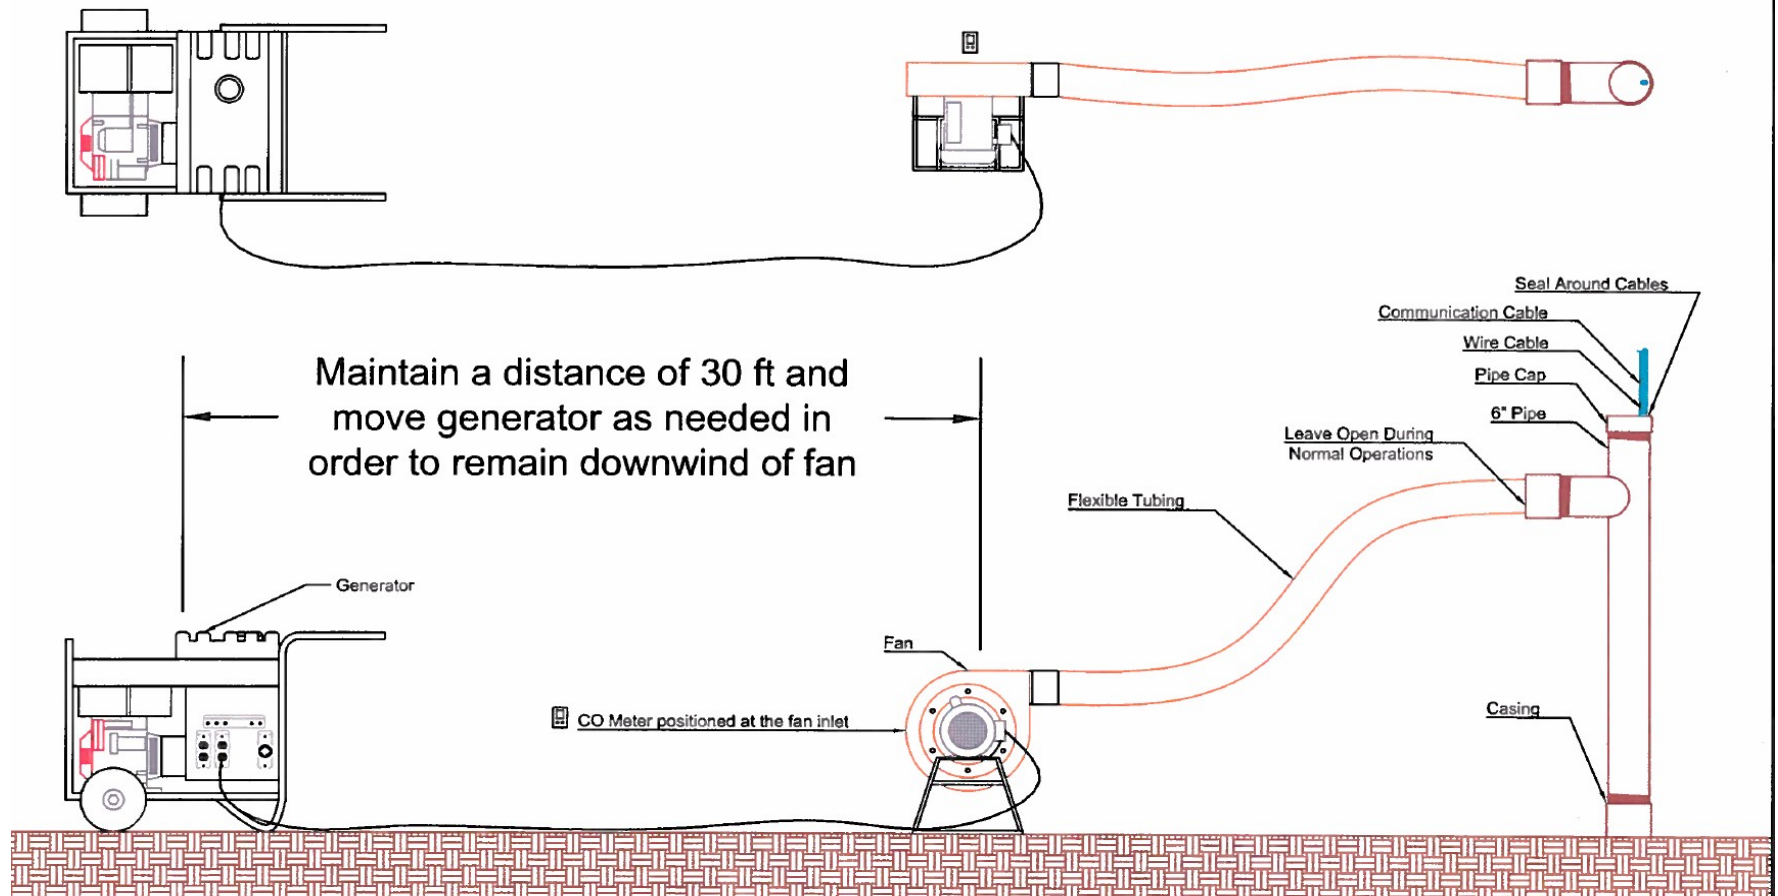 Seal Around Cables
Communication Cable
Wire Cable
Pipe Cap
6" Pipe
Maintain a distance of 30 ft and
move generator as needed in
order to remain downwind of fan
Leave Open During
Normal Operations
Flexible Tubing
Generator
Fan
CO Meter positioned at the fan inlet
Casing